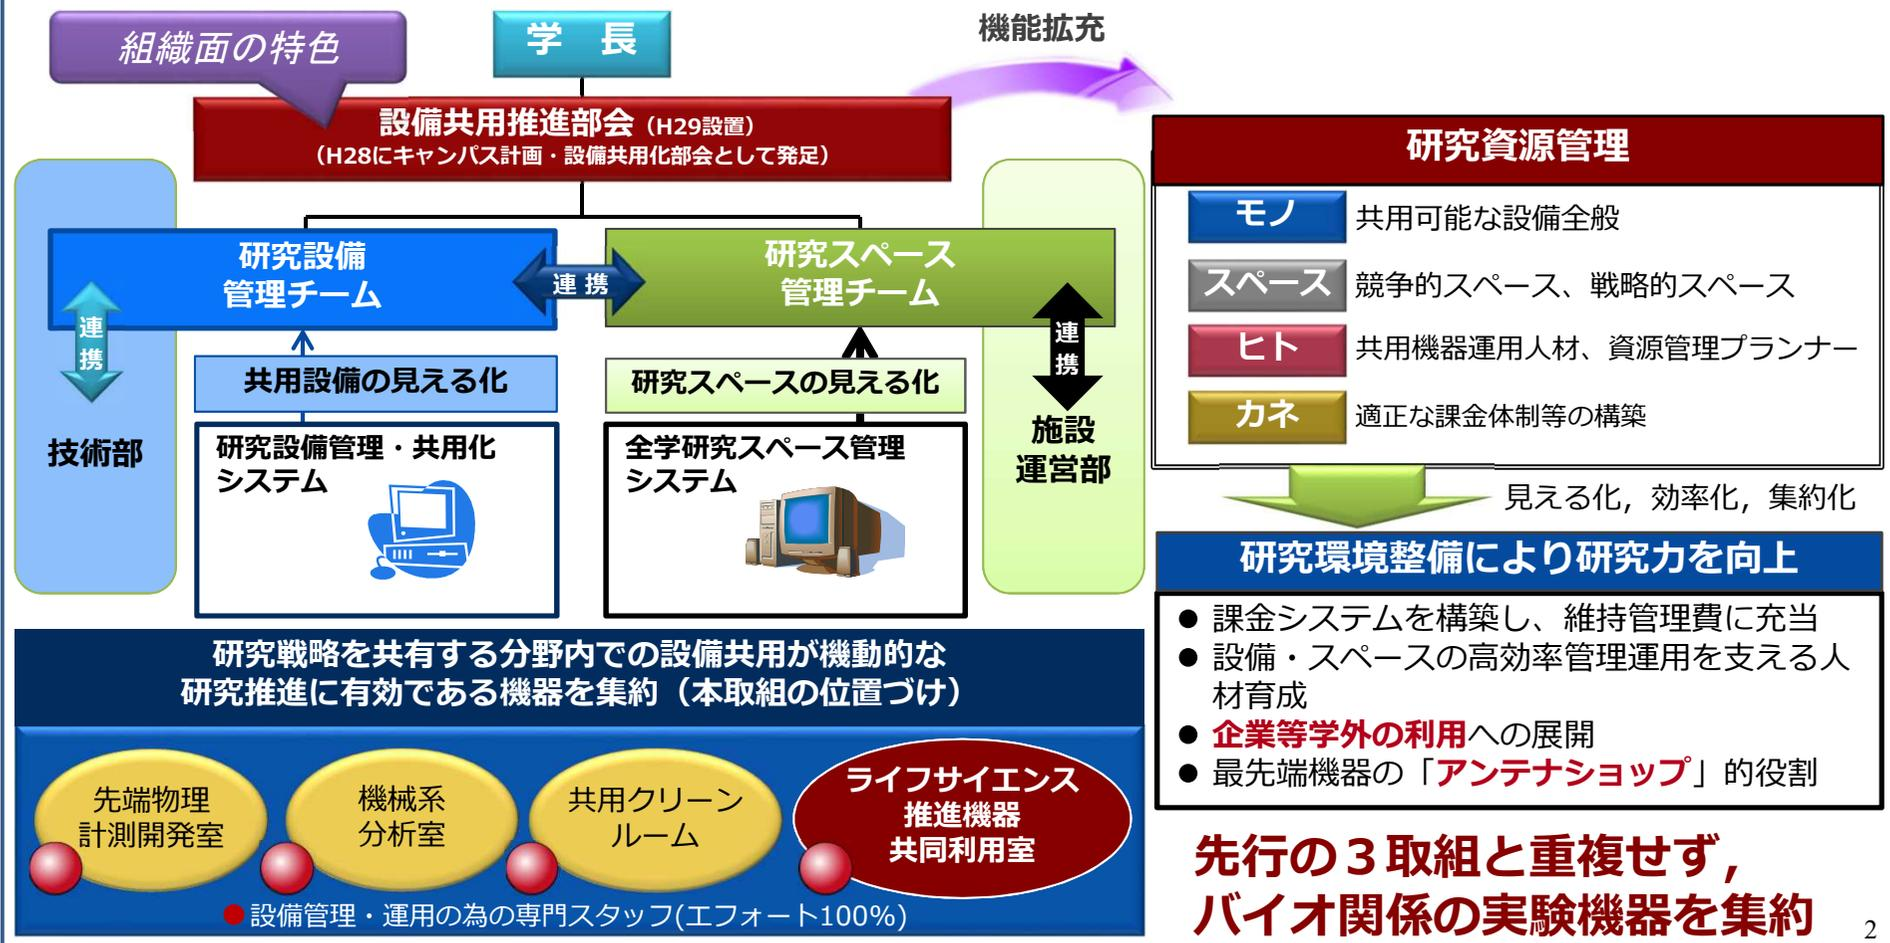 組織面の特色
学　長
機能拡充
設備共用推進部会（H29設置）
（H28にキャンパス計画・設備共用化部会として発足）
研究設備
管理チーム
連 携
研究スペース
管理チーム
連
携
連
携
共用設備の見える化
研究スペースの見える化
技術部
研究設備管理・共用化
システム
全学研究スペース管理
システム
施設
運営部
研究戦略を共有する分野内での設備共用が機動的な
研究推進に有効である機器を集約（本取組の位置づけ）
先端物理
計測開発室
機械系
分析室
共用クリーン
ルーム
ライフサイエンス
推進機器
共同利用室
●設備管理・運用の為の専門スタッフ(エフォート100%)
研究資源管理
モノ 共用可能な設備全般
スペース 競争的スペース、戦略的スペース
ヒト 共用機器運用人材、資源管理プランナー
カネ 適正な課金体制等の構築
見える化，効率化，集約化
研究環境整備により研究力を向上
● 課金システムを構築し、維持管理費に充当
● 設備・スペースの高効率管理運用を支える人
材育成
● 企業等学外の利用への展開
● 最先端機器の「アンテナショップ」的役割
先行の３取組と重複せず，
バイオ関係の実験機器を集約
2